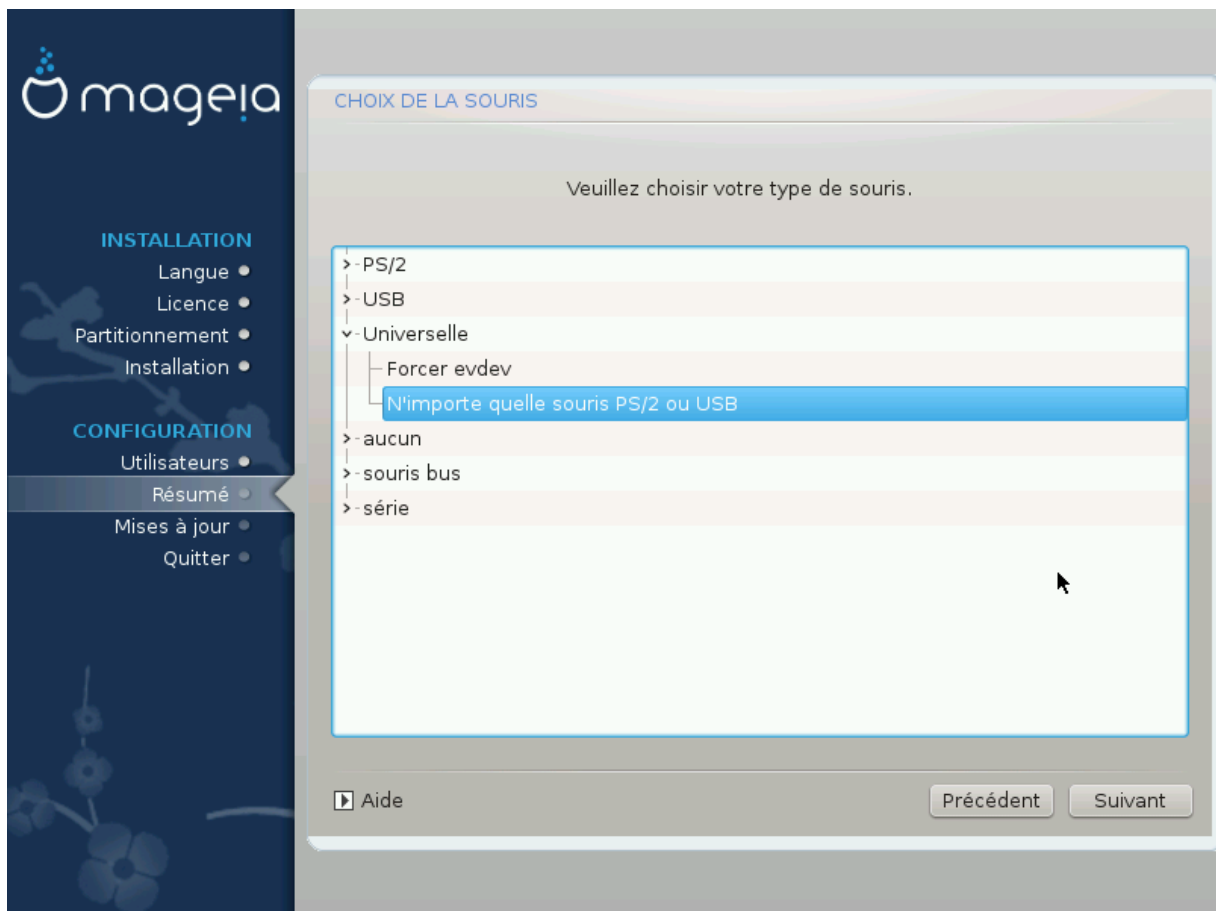 mageia
INSTALLATION
Langue
Licence
Partitionnement
Installation
CONFIGURATION
Utilisateurs
Résumé
Mises à jour
Quitter
CHOIX DE LA SOURIS
Veuillez choisir votre type de souris.
PS/2
USB
Universelle
Forcer evdev
N'importe quelle souris PS/2 ou USB
aucun
souris bus
série
Aide
Précédent
Suivant